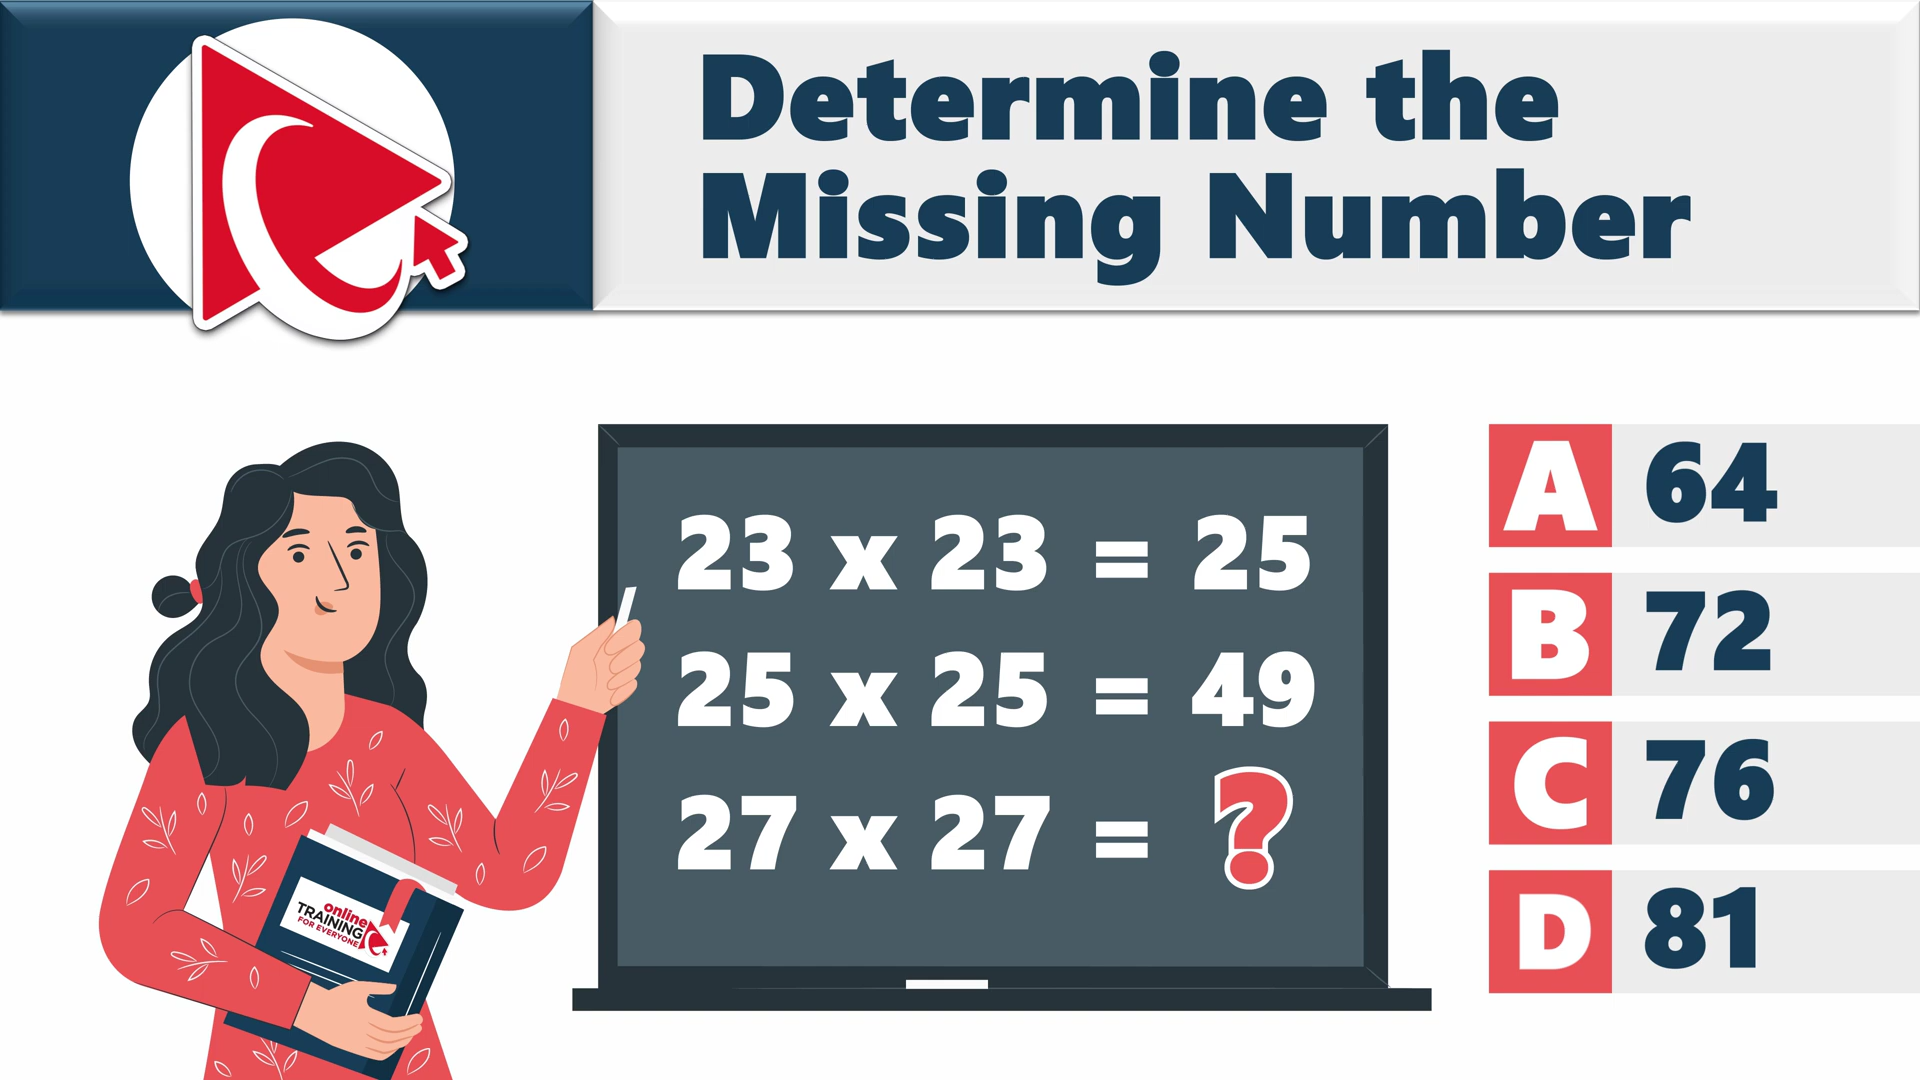 Determine the
Missing Number
23 x 23 = 25
25 x 25 = 49
27 x 27 = ?
A 64
B 72
C 76
D 81
online
TRAINING
FOR EVERYONE